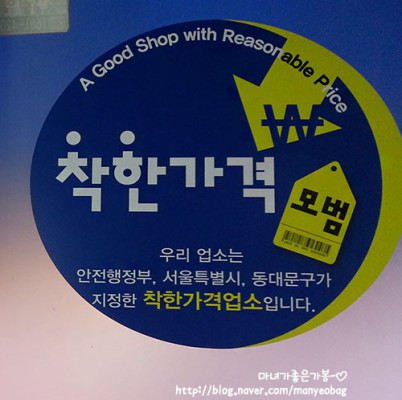 A Good Shop with Reasonable Price
₩
착한가격
모범
우리 업소는
안전행정부, 서울특별시, 동대문구가
지정한 착한가격업소입니다.
마녀가좋은가봉~♡
http://blog.naver.com/manyeobag